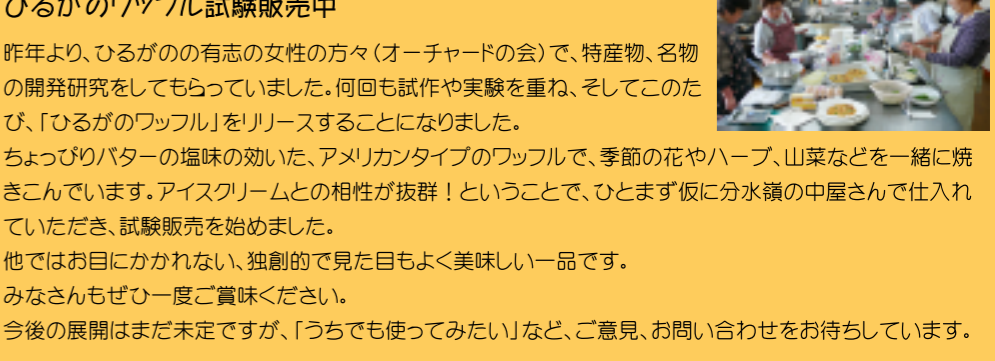 ひるがのワッフル試験販売中
昨年より、ひるがのの有志の女性の方々(オーチャードの会)で、特産物、名物
の開発研究をしてもらっていました。何回も試作や実験を重ね、そしてこのた
び、「ひるがのワッフル」をリリースすることになりました。
ちょっぴりバターの塩味の効いた、アメリカンタイプのワッフルで、季節の花やハーブ、山菜などを一緒に焼
きこんでいます。アイスクリームとの相性が抜群!ということで、ひとまず仮に分水嶺の中屋さんで仕入れ
ていただき、試験販売を始めました。
他ではお目にかかれない、独創的で見た目もよく美味しい一品です。
みなさんもぜひ一度ご賞味ください。
今後の展開はまだ未定ですが、「うちでも使ってみたい」など、ご意見、お問い合わせをお待ちしています。